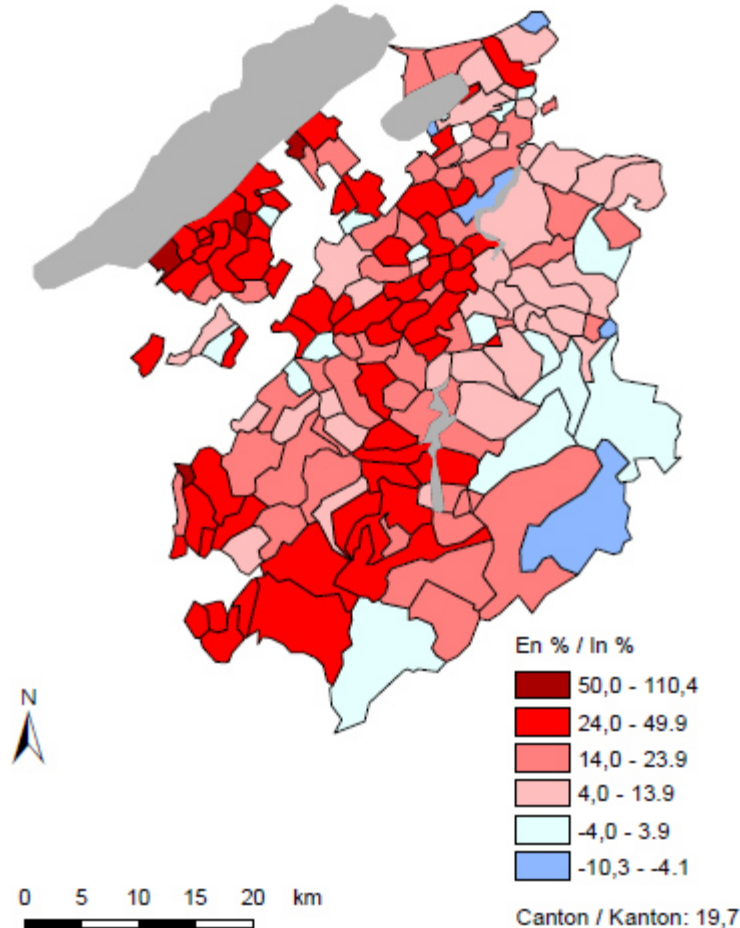 En % / In %
50,0 - 110,4
24,0 - 49.9
14,0 - 23.9
4,0 - 13.9
-4,0 - 3.9
-10,3 - -4.1
N
0 5 10 15 20 km
Canton / Kanton: 19,7